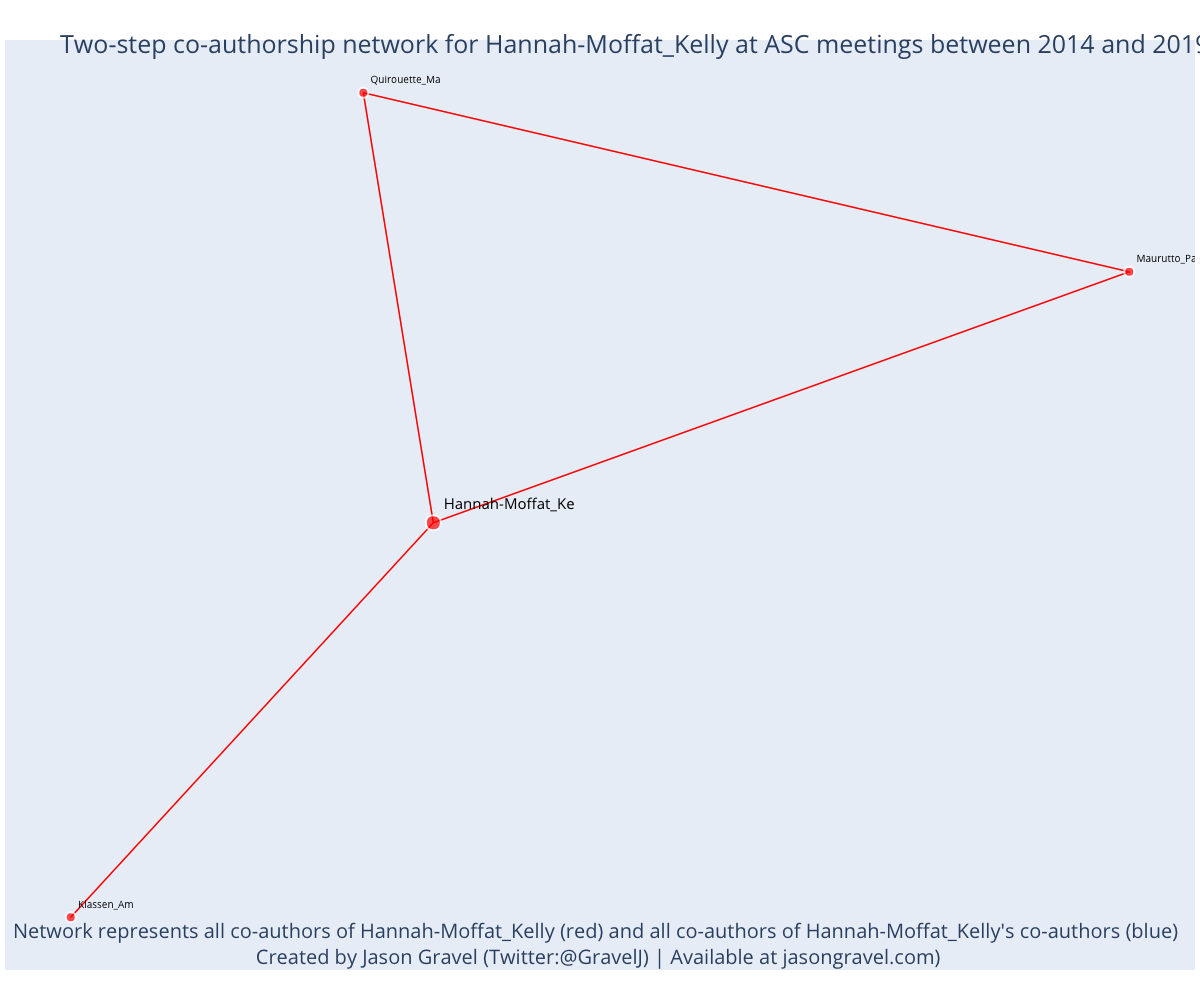 Two-step co-authorship network for Hannah-Moffat_Kelly at ASC meetings between 2014 and 2019
Quirouette_Ma
Maurutto_Pa
Hannah-Moffat_Ke
Klassen_Am
Network represents all co-authors of Hannah-Moffat_Kelly (red) and all co-authors of Hannah-Moffat_Kelly's co-authors (blue)
Created by Jason Gravel (Twitter:@GravelJ) | Available at jasongravel.com)